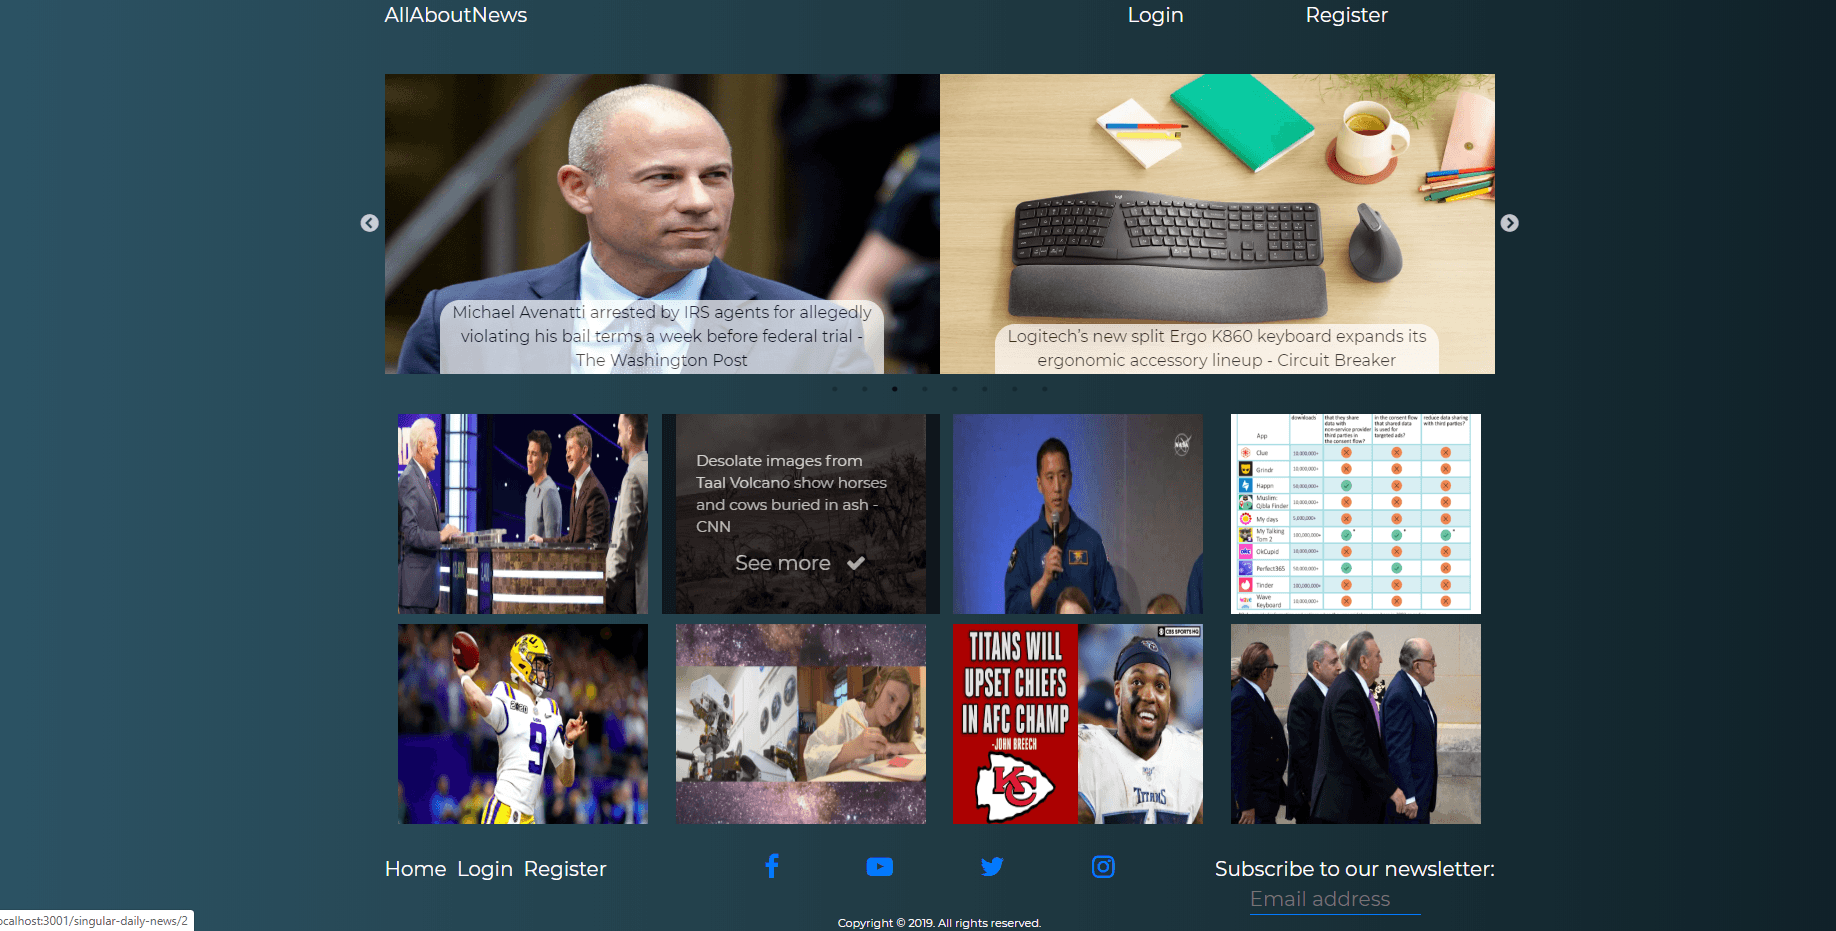 AllAboutNews
Login
Register
Michael Avenatti arrested by IRS agents for allegedly
violating his bail terms a week before federal trial -
The Washington Post
Logitech's new split Ergo K860 keyboard expands its
ergonomic accessory lineup - Circuit Breaker
Desolate images from
Taal Volcano show horses
and cows buried in ash -
CNN
See more
NASA
App
downloads
that they share
data with
non-service provider
third parties in
the consent flow?
in the consent flow
that shared data
is used for
targeted ads?
reduce data sharing
with third parties?
Clue 10,000,000+
Grindr 10,000,000+
Happn 50,000,000+
Muslim:
Qibla Finder 10,000,000+
My days 5,000,000+
My Talking
Tom 2 100,000,000+
OkCupid 10,000,000+
Perfect365 50,000,000+
Tinder 100,000,000+
Wave
Keyboard 10,000,000+
9
TITANS WILL
UPSET CHIEFS
IN AFC CHAMP
-JOHN BREECH
KC
CBS SPORTS HQ
TITANS
Home Login Register
Subscribe to our newsletter:
Email address
Copyright © 2019. All rights reserved.
ocalhost:3001/singular-daily-news/2